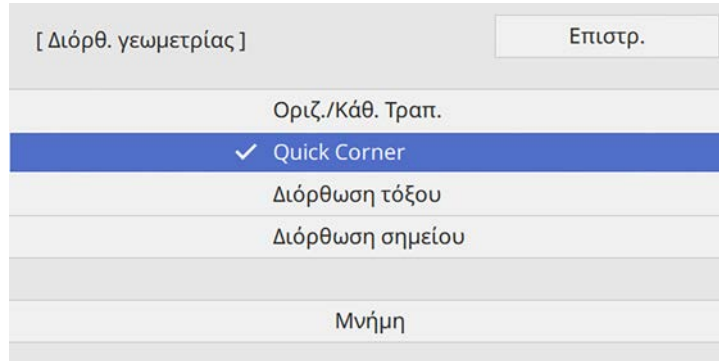 [ Διόρθ. γεωμετρίας ]
Επιστρ.
Οριζ./Κάθ. Τραπ.
Quick Corner
Διόρθωση τόξου
Διόρθωση σημείου
Μνήμη